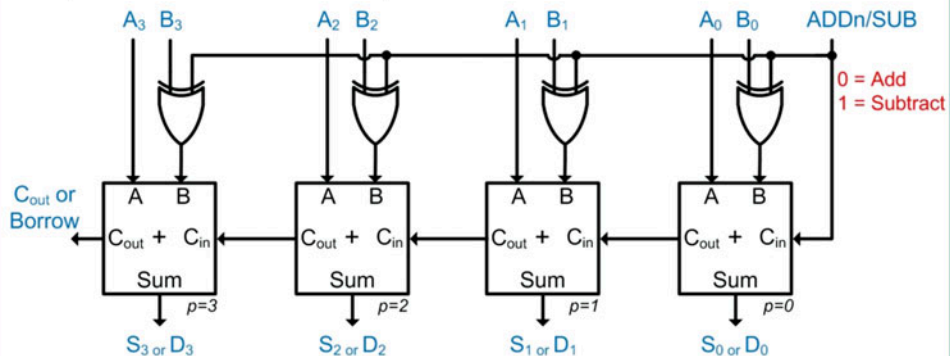 A3 B3 A2 B2 A1 B1 A0 B0 ADDn/SUB
0 = Add
1 = Subtract
A B A B A B A B
Cout or
Borrow
Cout + Cin Cout + Cin Cout + Cin Cout + Cin
Sum Sum Sum Sum
p=3 p=2 p=1 p=0
S3 or D3 S2 or D2 S1 or D1 S0 or D0